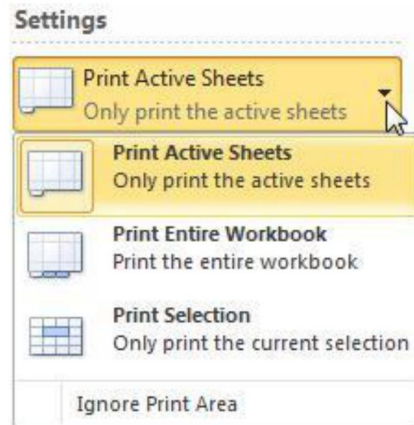 Settings
Print Active Sheets
Only print the active sheets
Print Active Sheets
Only print the active sheets
Print Entire Workbook
Print the entire workbook
Print Selection
Only print the current selection
Ignore Print Area